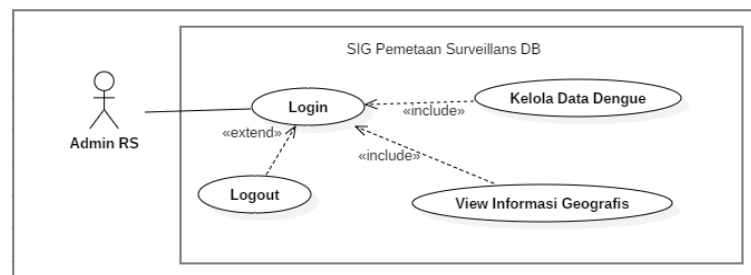 SIG Pemetaan Surveillans DB
Login
Kelola Data Dengue
«include»
Admin RS
«extend»
«include»
Logout
View Informasi Geografis